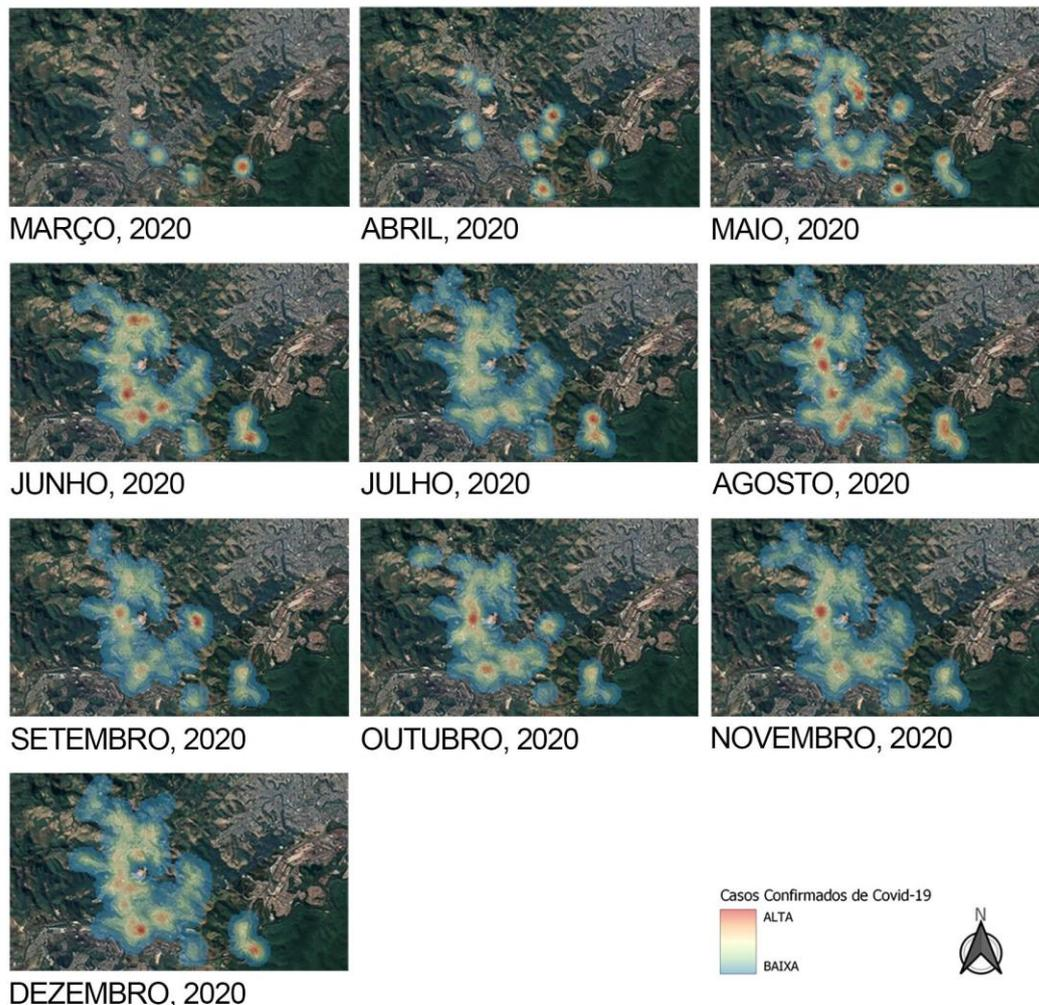 MARÇO, 2020
ABRIL, 2020
MAIO, 2020
JUNHO, 2020
JULHO, 2020
AGOSTO, 2020
SETEMBRO, 2020
OUTUBRO, 2020
NOVEMBRO, 2020
DEZEMBRO, 2020
Casos Confirmados de Covid-19
ALTA
BAIXA
N